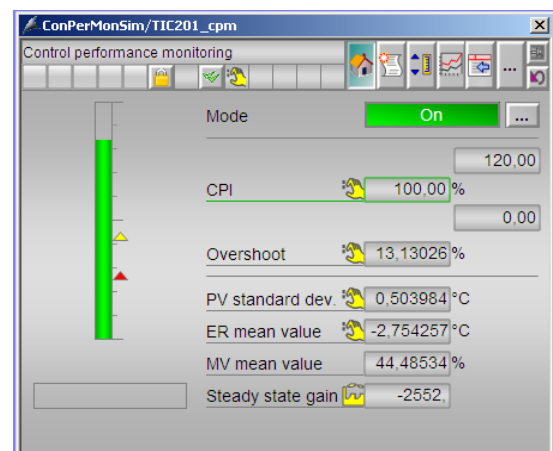 ConPerMonSim/TIC201_cpm
Control performance monitoring
...
Mode On ...
120,00
CPI 100,00 %
0,00
Overshoot 13,13026 %
PV standard dev. 0,503984 °C
ER mean value -2,754257 °C
MV mean value 44,48534 %
Steady state gain -2552,